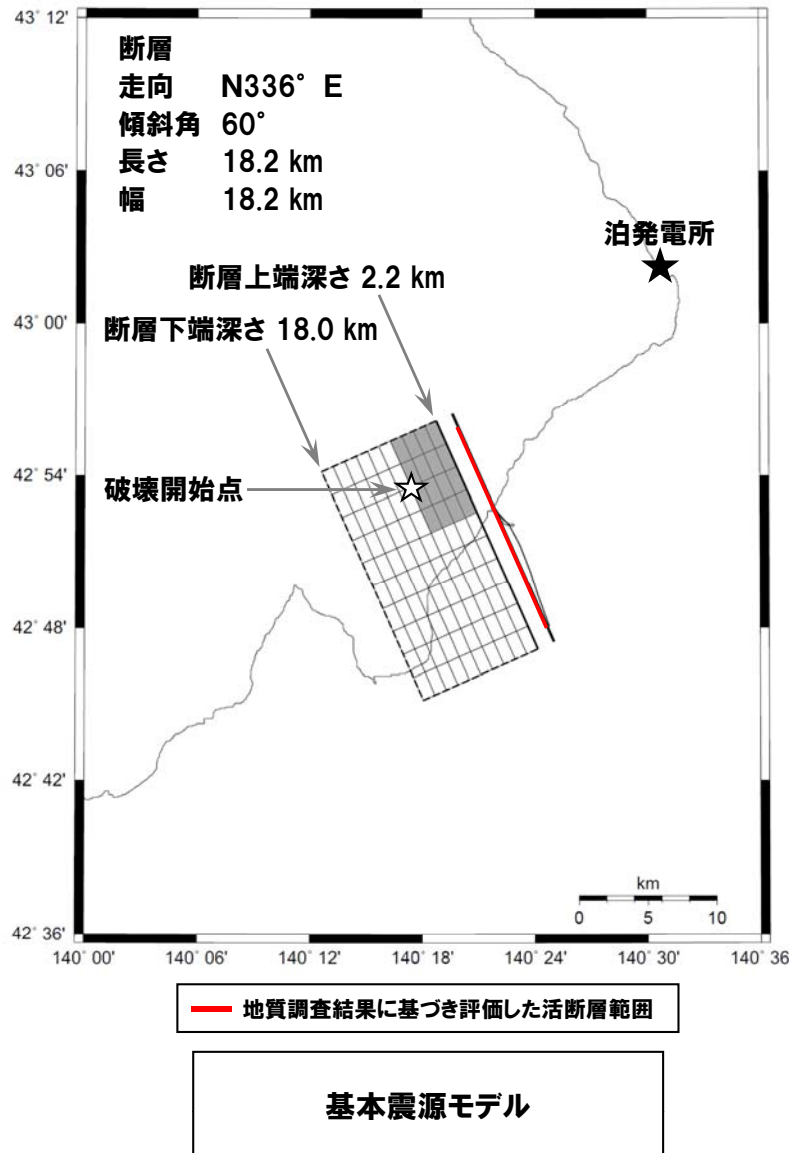 43° 12'
断層
走向 N336° E
傾斜角 60°
長さ 18.2 km
幅 18.2 km
43° 06'
泊発電所
断層上端深さ 2.2 km
43° 00'
断層下端深さ 18.0 km
42° 54'
破壊開始点
42° 48'
42° 42'
km
0 5 10
42° 36'
140° 00' 140° 06' 140° 12' 140° 18' 140° 24' 140° 30' 140° 36'
地質調査結果に基づき評価した活断層範囲
基本震源モデル